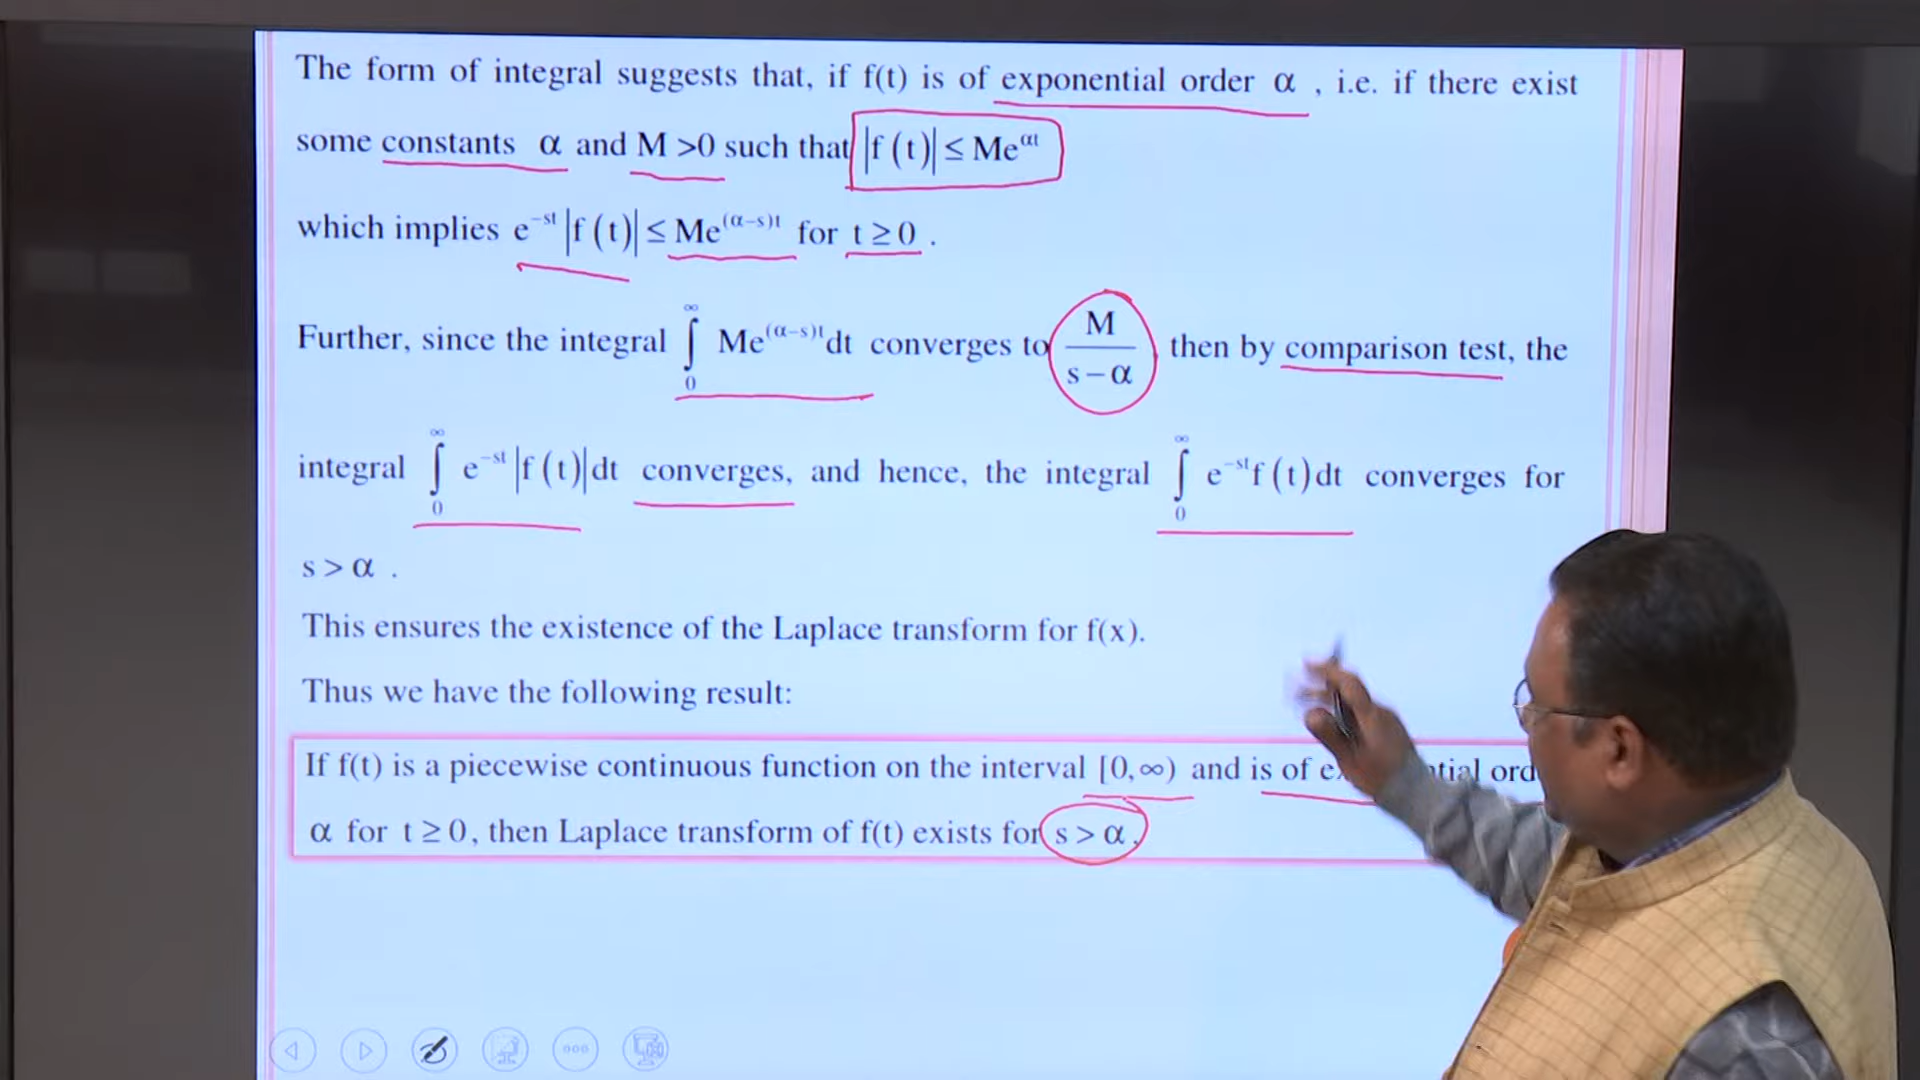 The form of integral suggests that, if f(t) is of exponential order α , i.e. if there exist
some constants α and M >0 such that |f (t)| ≤ Me^{αt}
which implies e^{−st} |f (t)| ≤ Me^{(α−s)t} for t ≥ 0 .
Further, since the integral ∫_0^∞ Me^{(α−s)t}dt converges to M/(s−α) then by comparison test, the
integral ∫_0^∞ e^{−st} |f (t)| dt converges, and hence, the integral ∫_0^∞ e^{−st} f (t) dt converges for
s > α .
This ensures the existence of the Laplace transform for f(x).
Thus we have the following result:
If f(t) is a piecewise continuous function on the interval [0,∞) and is of
α for t ≥ 0, then Laplace transform of f(t) exists for s > α .